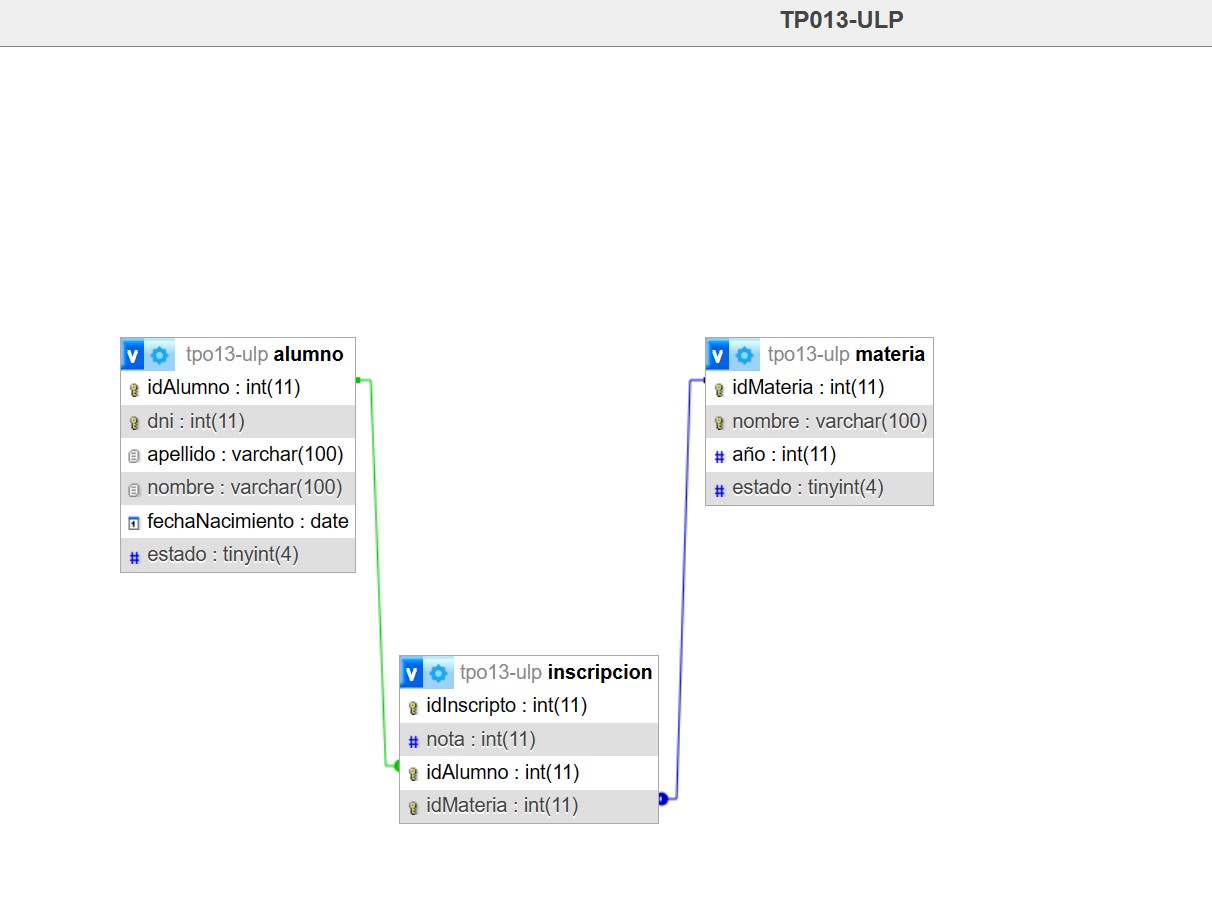 TP013-ULP
v tpo13-ulp alumno
idAlumno : int(11)
dni : int(11)
apellido : varchar(100)
nombre : varchar(100)
fechaNacimiento : date
# estado : tinyint(4)
v tpo13-ulp materia
idMateria : int(11)
nombre : varchar(100)
# año : int(11)
# estado : tinyint(4)
v tpo13-ulp inscripcion
idInscripto : int(11)
# nota : int(11)
idAlumno : int(11)
idMateria : int(11)